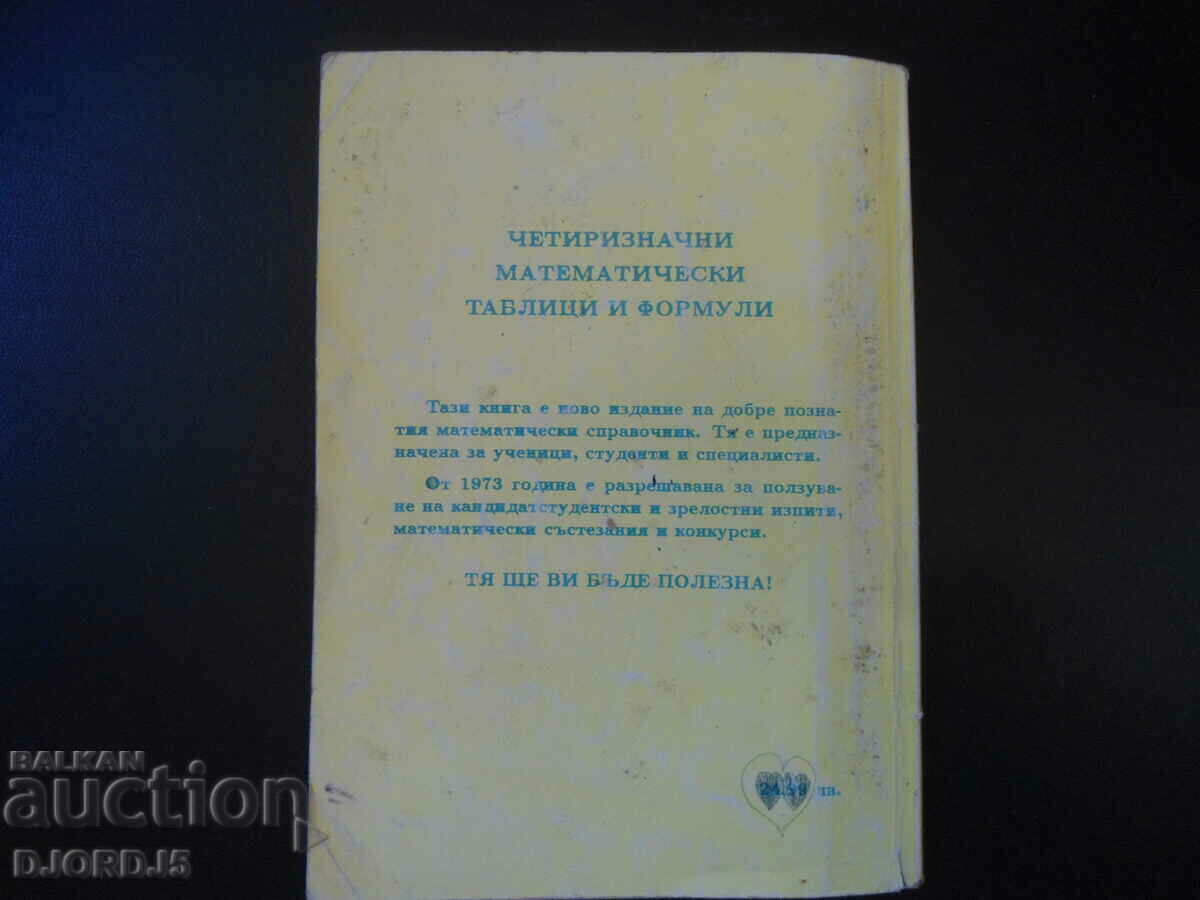 ЧЕТИРИЗНАЧНИ
МАТЕМАТИЧЕСКИ
ТАБЛИЦИ И ФОРМУЛИ
Тази книга е ново издание на добре позна-
тия математически справочник. Тя е предназ-
начена за ученици, студенти и специалисти.
От 1973 година е разрешавана за ползува-
не на кандидатстудентски и зрелостни изпити,
математически състезания и конкурси.
ТЯ ЩЕ ВИ БЪДЕ ПОЛЕЗНА!
лв.
BALKAN
auction
DJORDJ5